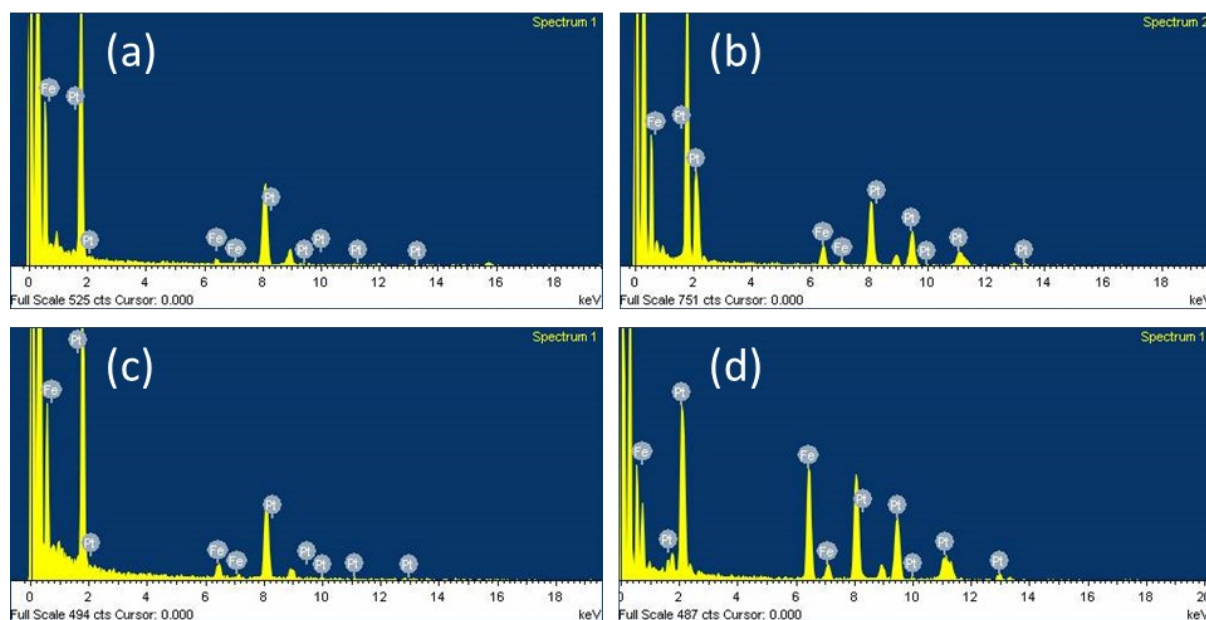 Spectrum 1
(a)
Fe
Pt
Pt
Fe
Fe
Pt
Pt
Pt
Pt
Pt
0 2 4 6 8 10 12 14 16 18
Full Scale 525 cts Cursor: 0.000 keV
Spectrum 2
(b)
Fe
Pt
Pt
Fe
Fe
Pt
Pt
Pt
Pt
Pt
0 2 4 6 8 10 12 14 16 18
Full Scale 751 cts Cursor: 0.000 keV
Spectrum 1
(c)
Fe
Pt
Pt
Fe
Fe
Pt
Pt
Pt
Pt
Pt
0 2 4 6 8 10 12 14 16 18
Full Scale 494 cts Cursor: 0.000 keV
Spectrum 1
(d)
Fe
Pt
Pt
Fe
Fe
Pt
Pt
Pt
Pt
Pt
0 2 4 6 8 10 12 14 16 18 20
Full Scale 487 cts Cursor: 0.000 keV